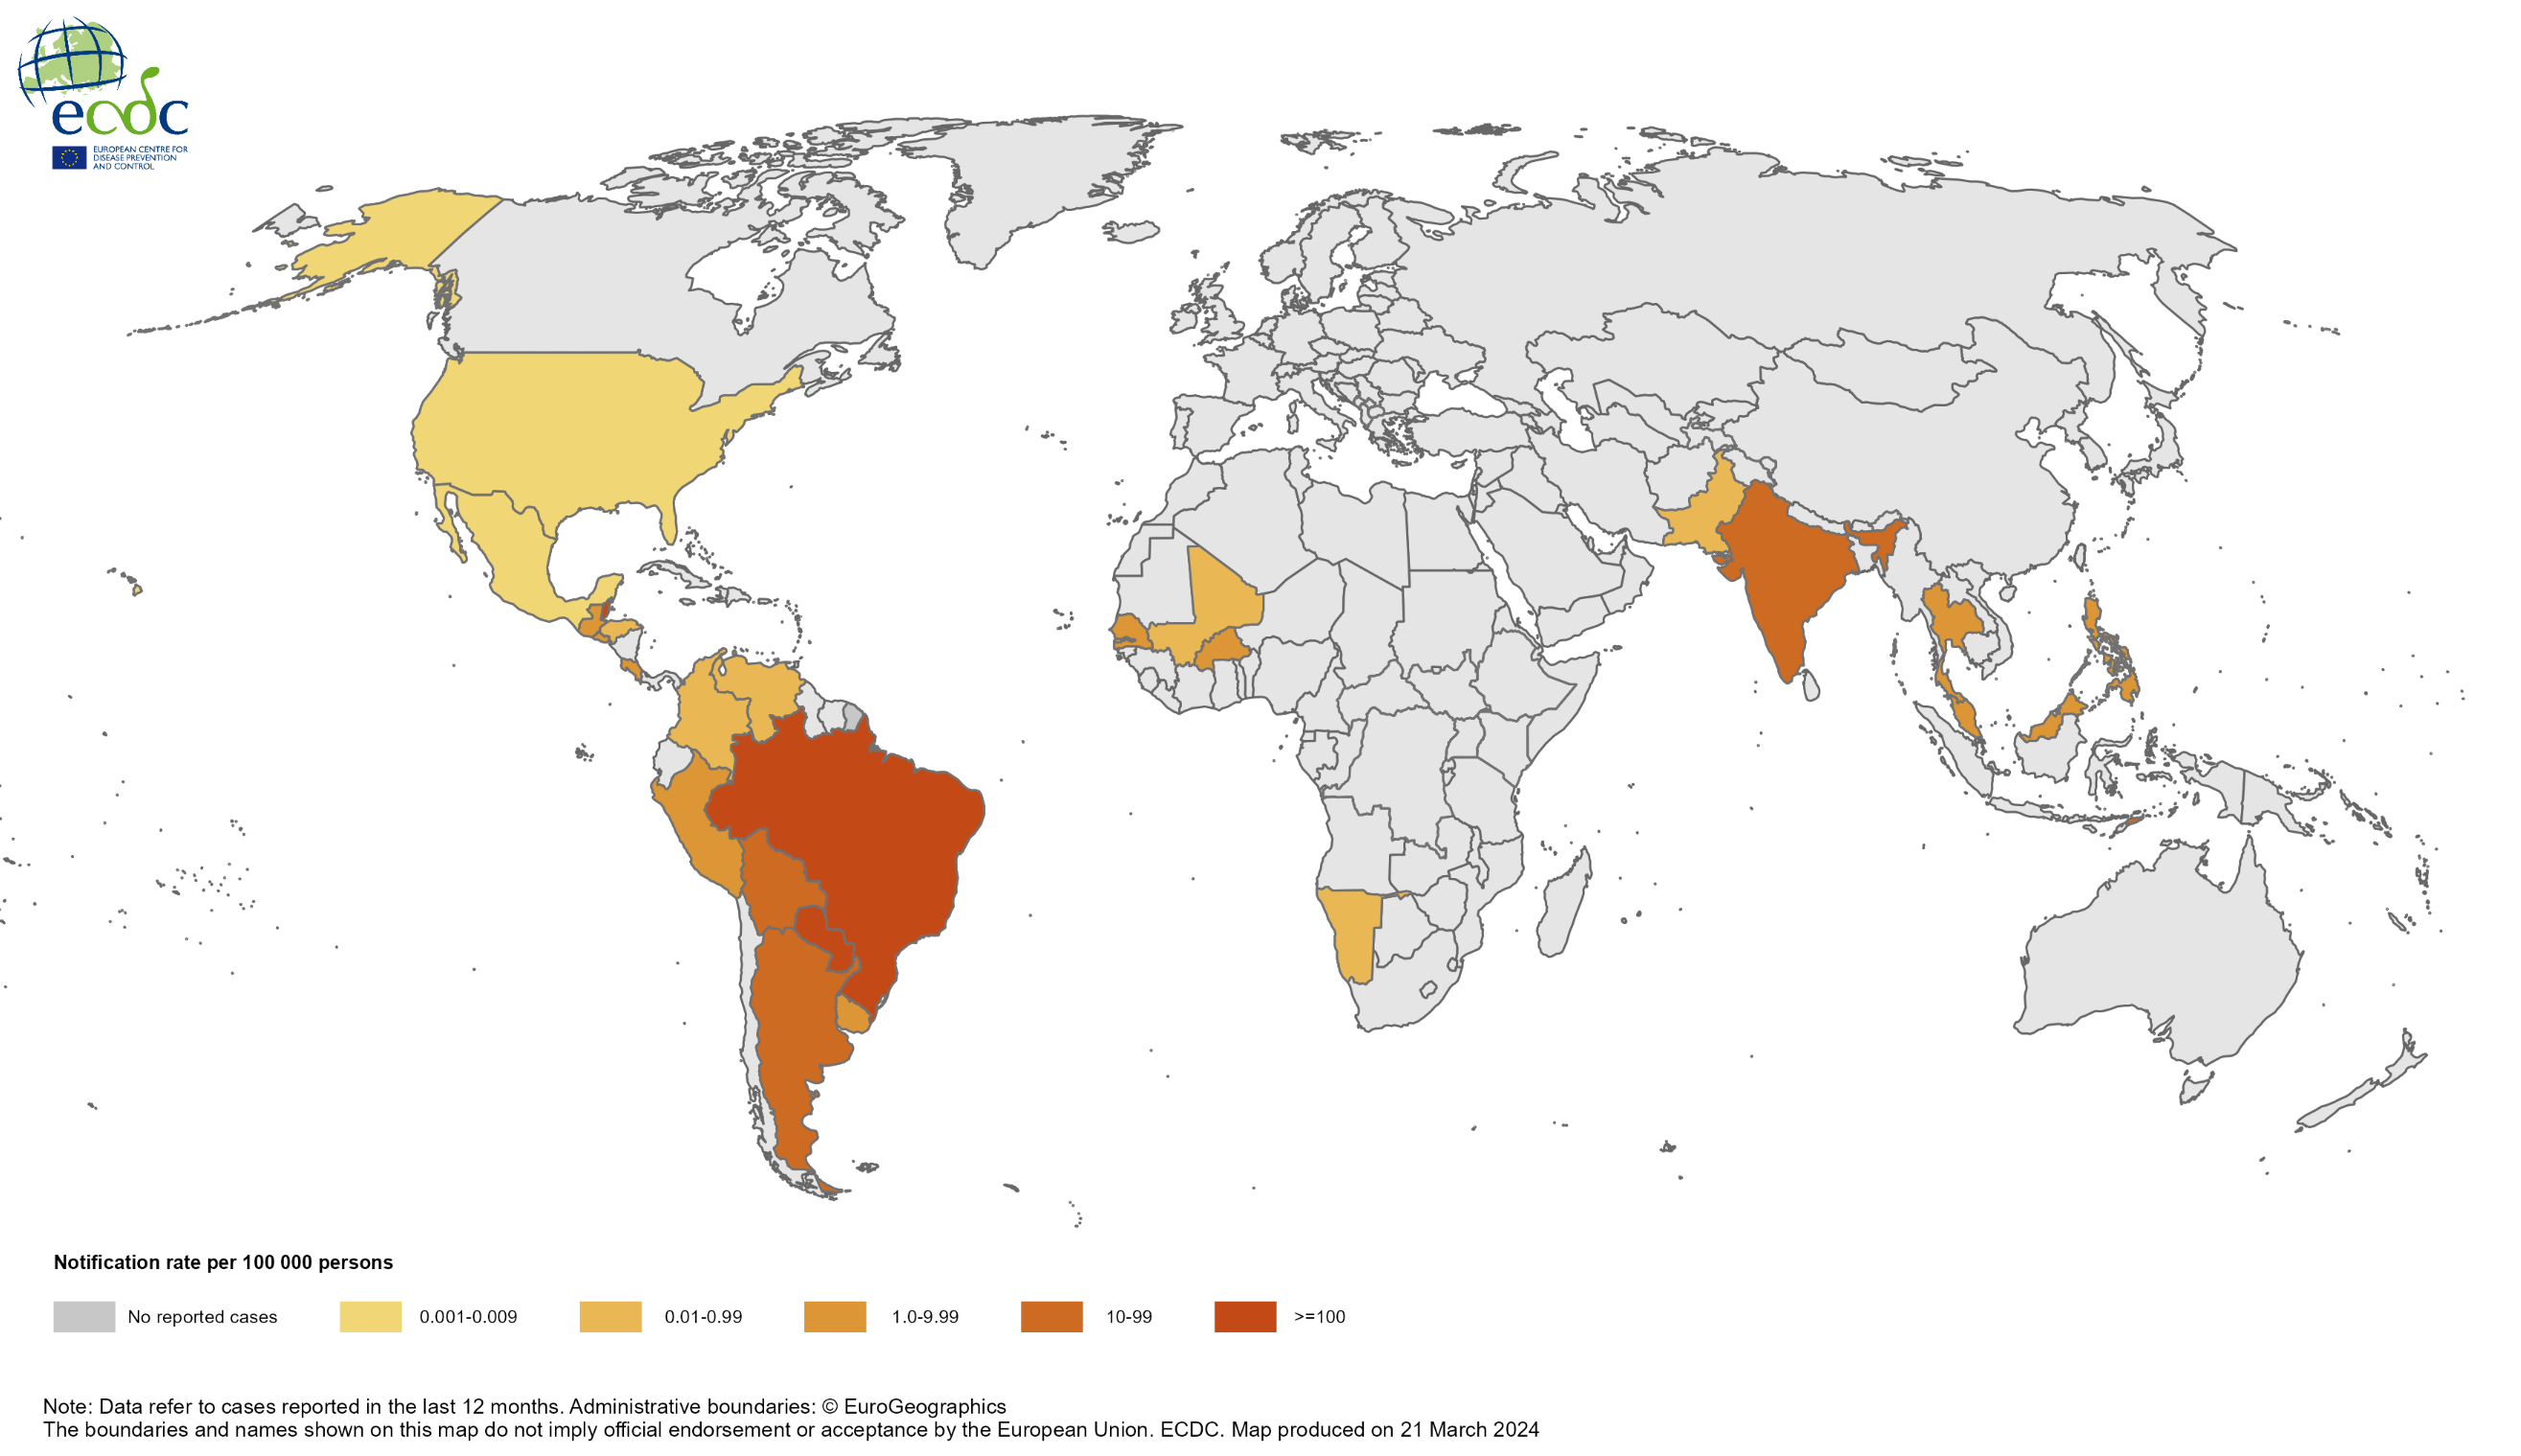 ecdc
EUROPEAN CENTRE FOR
DISEASE PREVENTION
AND CONTROL
Notification rate per 100 000 persons
No reported cases
0.001-0.009
0.01-0.99
1.0-9.99
10-99
>=100
Note: Data refer to cases reported in the last 12 months. Administrative boundaries: © EuroGeographics
The boundaries and names shown on this map do not imply official endorsement or acceptance by the European Union. ECDC. Map produced on 21 March 2024